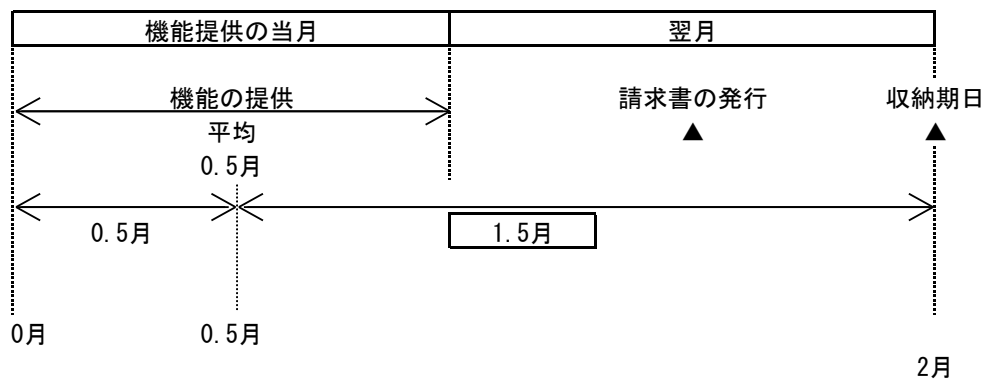 機能提供の当月 翌月
機能の提供 請求書の発行 収納期日
平均 ▲ ▲
0.5月
0.5月 1.5月
0月 0.5月
2月